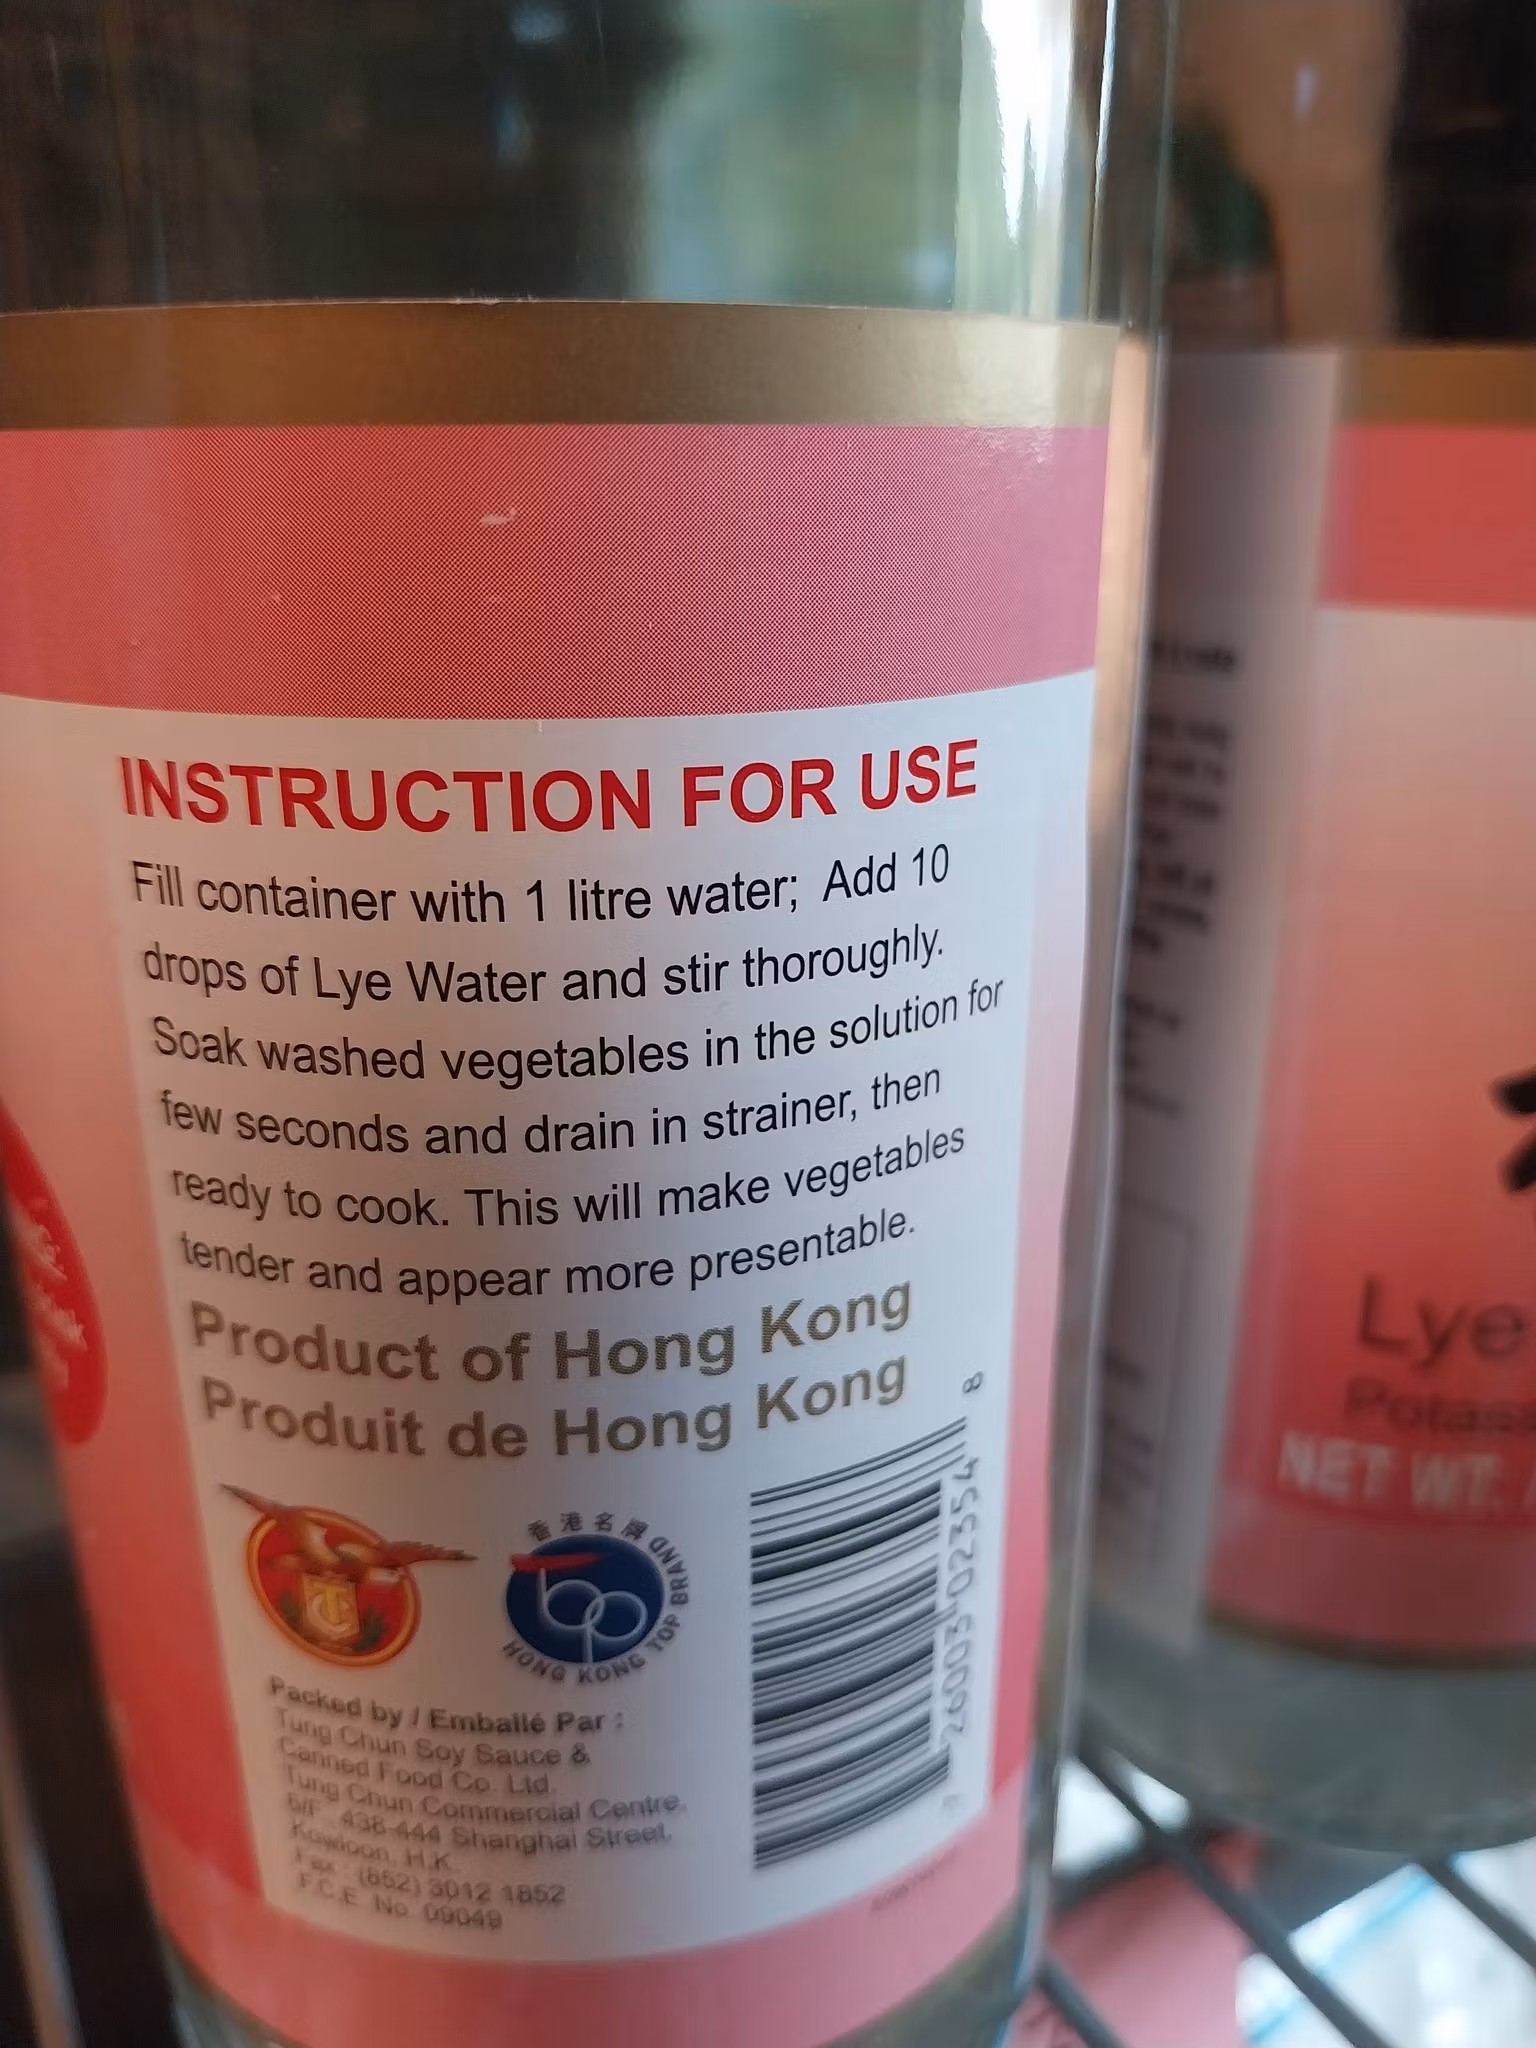 INSTRUCTION FOR USE
Fill container with 1 litre water; Add 10
drops of Lye Water and stir thoroughly.
Soak washed vegetables in the solution for
few seconds and drain in strainer, then
ready to cook. This will make vegetables
tender and appear more presentable.
Product of Hong Kong
Produit de Hong Kong
香港名牌
HONG KONG TOP BRAND
TC
26003 02354 8
Packed by / Emballé Par :
Tung Chun Soy Sauce &
Canned Food Co. Ltd.
Tung Chun Commercial Centre,
438-444 Shanghai Street,
Kowloon, H.K.
Fax : (852) 3012 1852
F.C.E. No. 09049
Lye
NET WT.